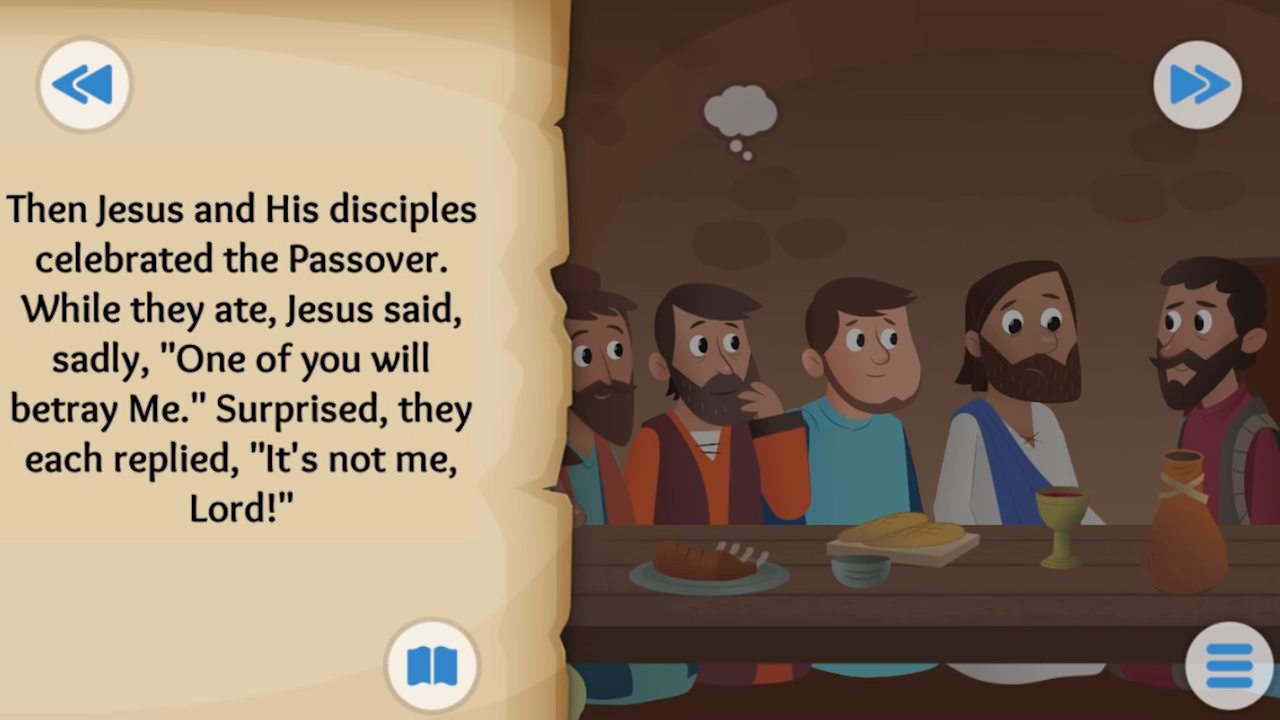 Then Jesus and His disciples
celebrated the Passover.
While they ate, Jesus said,
sadly, "One of you will
betray Me." Surprised, they
each replied, "It's not me,
Lord!"